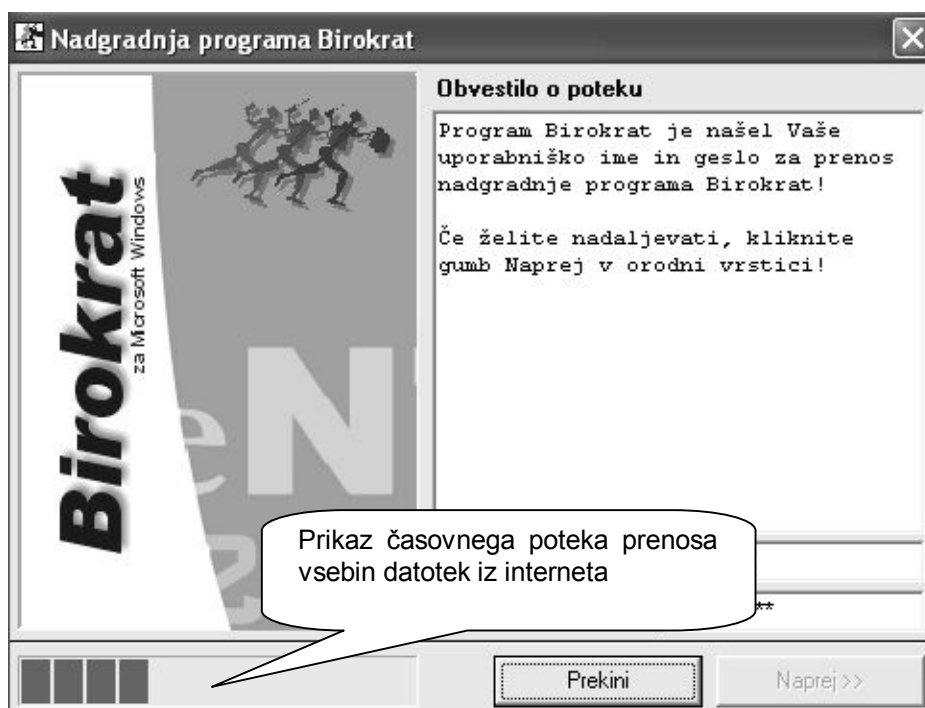 Nadgradnja programa Birokrat
Birokrat
za Microsoft Windows
eN
2
Obvestilo o poteku
Program Birokrat je našel Vaše
uporabniško ime in geslo za prenos
nadgradnje programa Birokrat!
Če želite nadaljevati, kliknite
gumb Naprej v orodni vrstici!
Prikaz časovnega poteka prenosa
vsebin datotek iz interneta
**
Prekini
Naprej >>